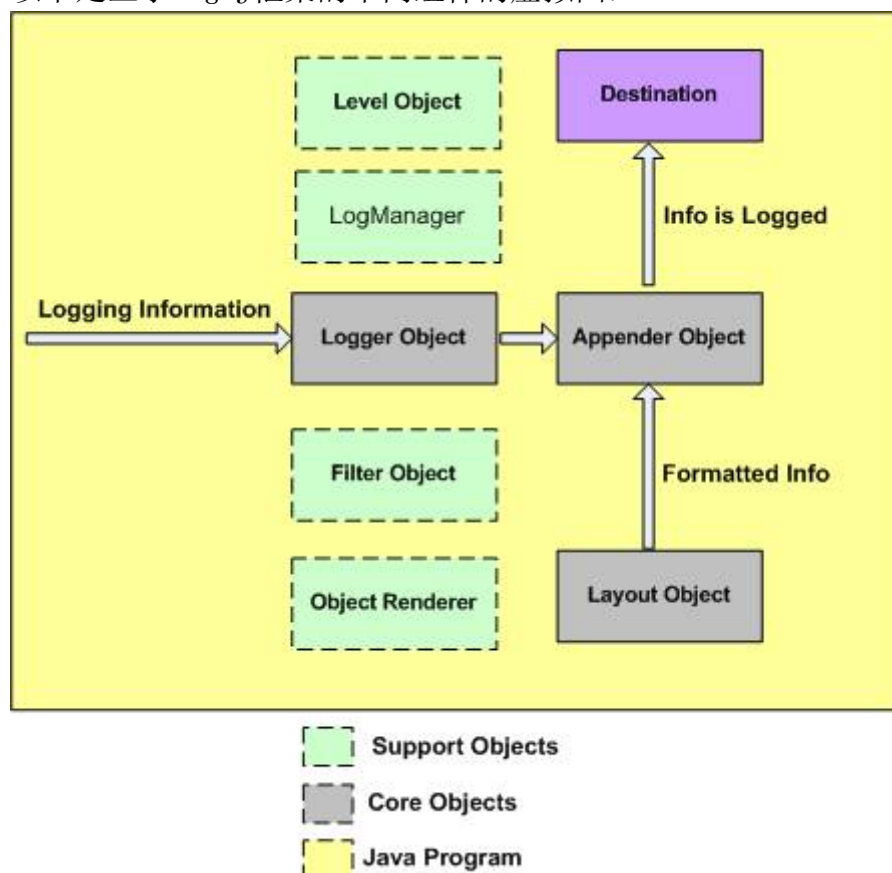 Level Object
Destination
LogManager
Info is Logged
Logging Information
Logger Object
Appender Object
Filter Object
Formatted Info
Object Renderer
Layout Object
Support Objects
Core Objects
Java Program